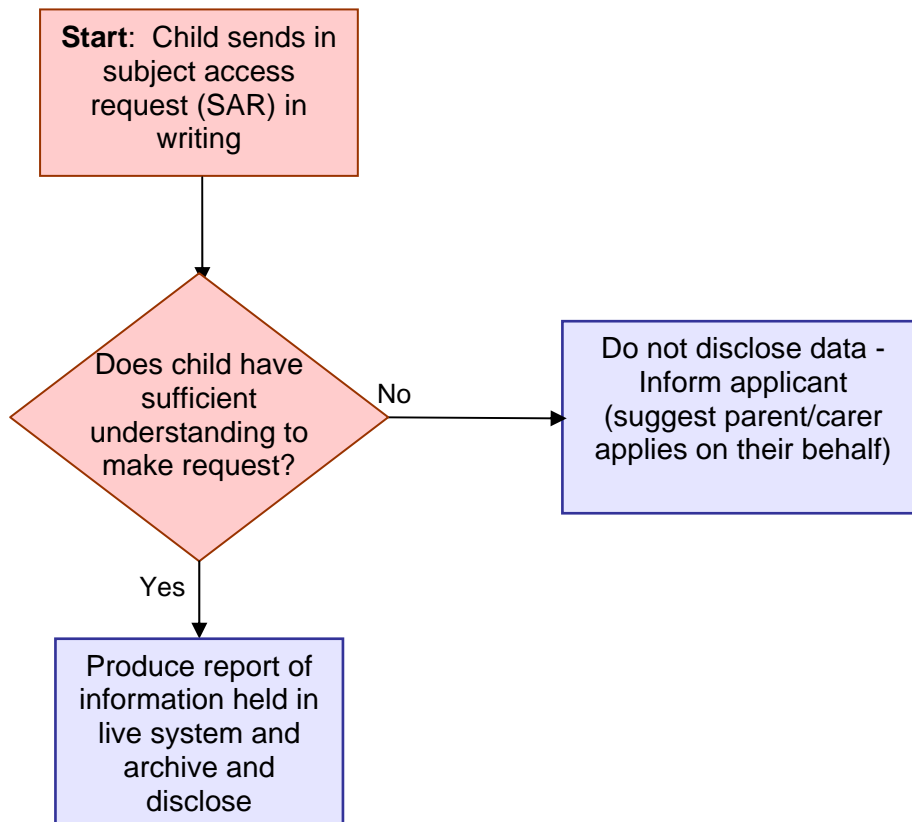 Start:  Child sends in
subject access
request (SAR) in
writing
Does child have
sufficient
understanding to
make request?
No
Do not disclose data -
Inform applicant
(suggest parent/carer
applies on their behalf)
Yes
Produce report of
information held in
live system and
archive and
disclose